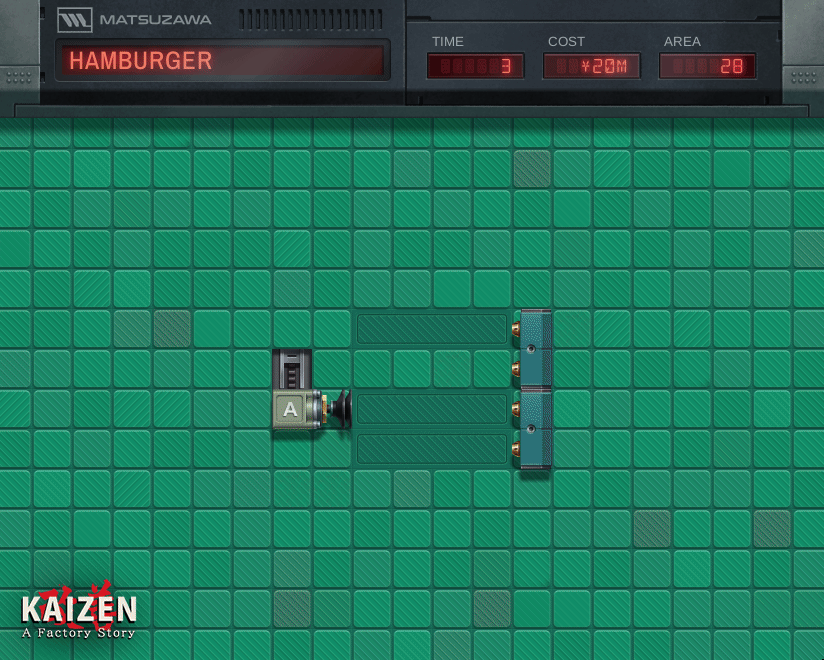 MATSUZAWA
HAMBURGER
TIME
COST
AREA
3
¥20M
28
A
KAIZEN
A Factory Story